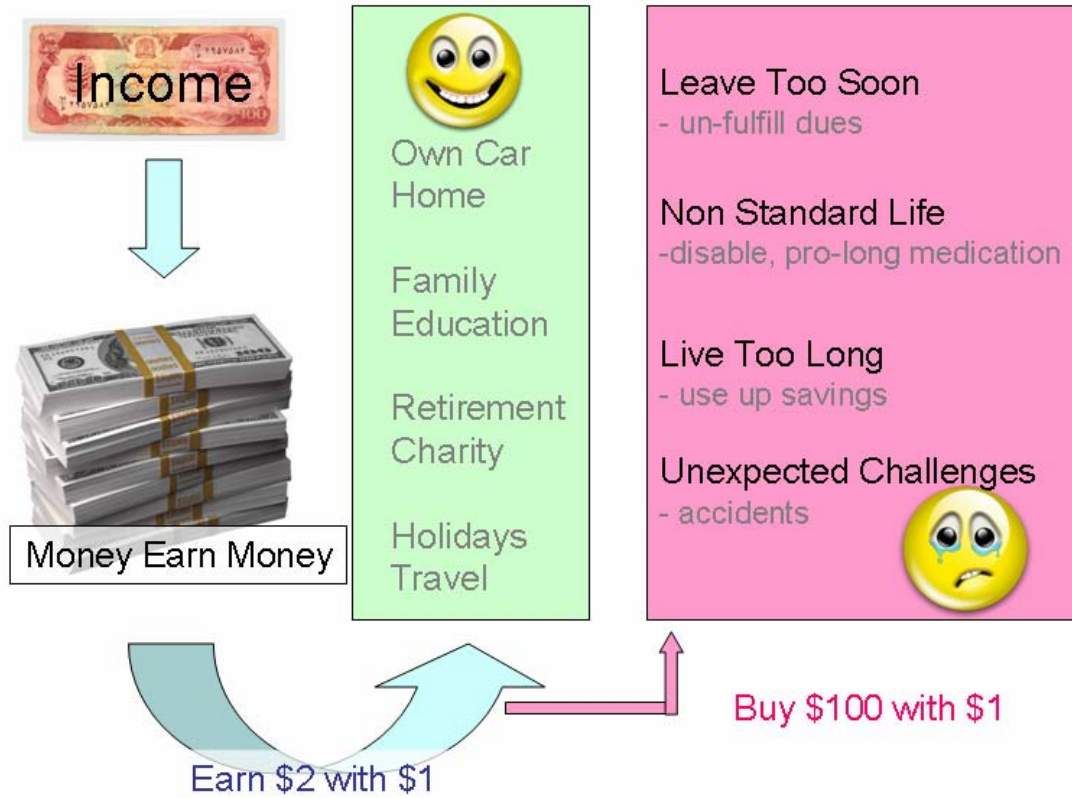 Income
Money Earn Money
Own Car
Home
Family
Education
Retirement
Charity
Holidays
Travel
Leave Too Soon
- un-fulfill dues
Non Standard Life
-disable, pro-long medication
Live Too Long
- use up savings
Unexpected Challenges
- accidents
Earn $2 with $1
Buy $100 with $1